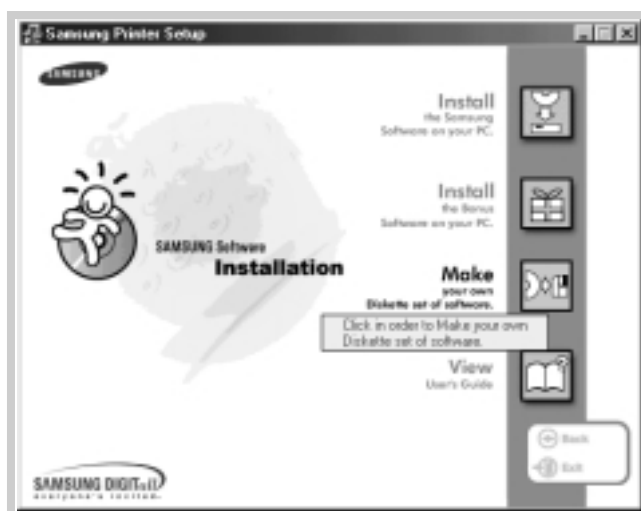 Samsung Printer Setup
SAMSUNG
Install
the Samsung
Software on your PC.
Install
the Bonus
Software on your PC.
SAMSUNG Software
Installation
Make
your own
Diskette set of software.
Click in order to Make your own
Diskette set of software.
View
User's Guide
Back
Exit
SAMSUNG DIGITall
everyone's invited.